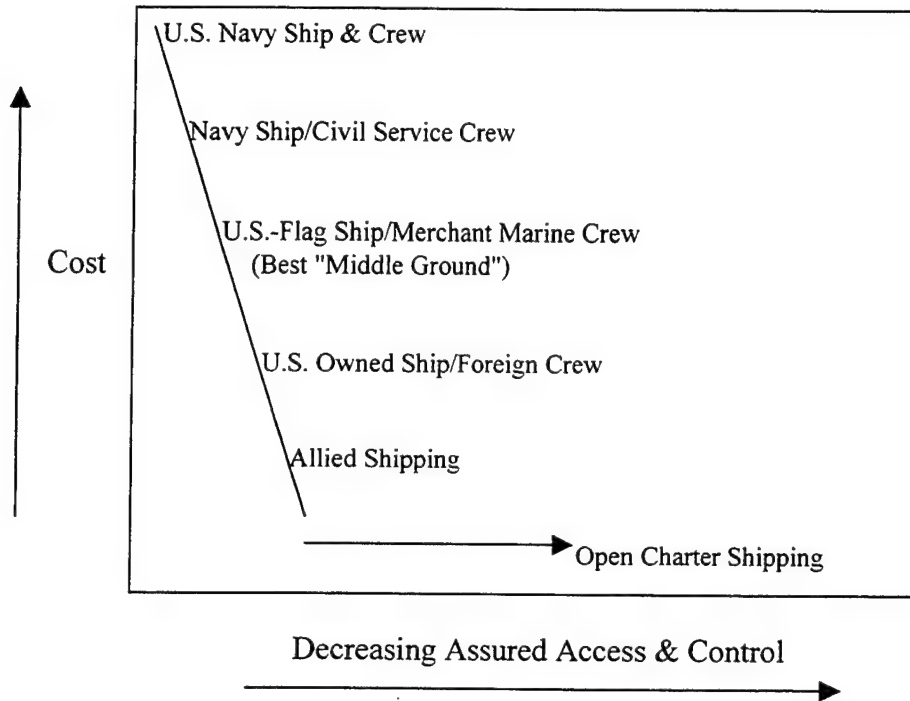 U.S. Navy Ship & Crew
Navy Ship/Civil Service Crew
U.S.-Flag Ship/Merchant Marine Crew
(Best "Middle Ground")
Cost
U.S. Owned Ship/Foreign Crew
Allied Shipping
Open Charter Shipping
Decreasing Assured Access & Control